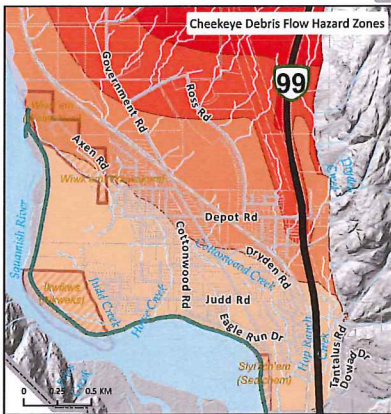 Cheekeye Debris Flow Hazard Zones
99
Government Rd
Ross Rd
Axen Rd
Squamish River
Depot Rd
Dryden Rd
Cottonwood Creek
Cottonwood Rd
Judd Creek
Judd Rd
Eagle Run Dr
Hop Ranch
Creek
Tantalus Rd
Dowad Dr
(Seaichem)
0 0.25 0.5 KM